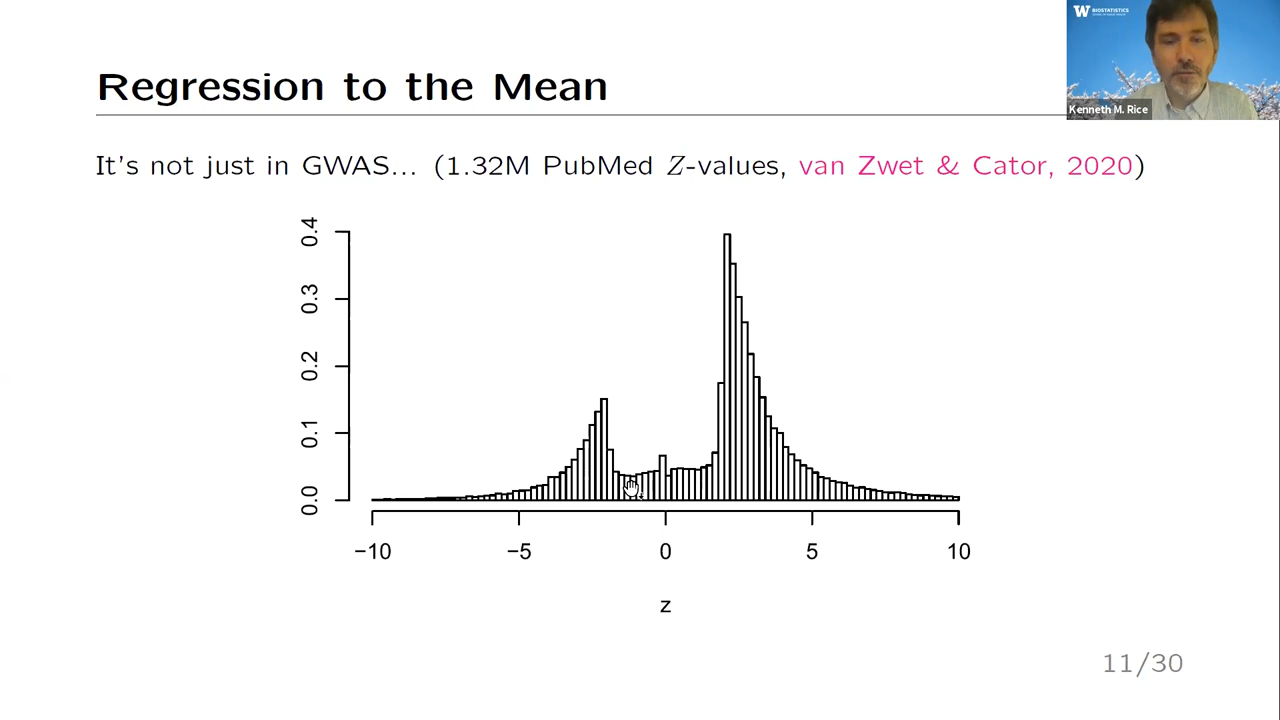 W BIOSTATISTICS
Kenneth M. Rice
Regression to the Mean
It's not just in GWAS... (1.32M PubMed Z-values, van Zwet & Cator, 2020)
0.4
0.3
0.2
0.1
0.0
−10 −5 0 5 10
z
11/30